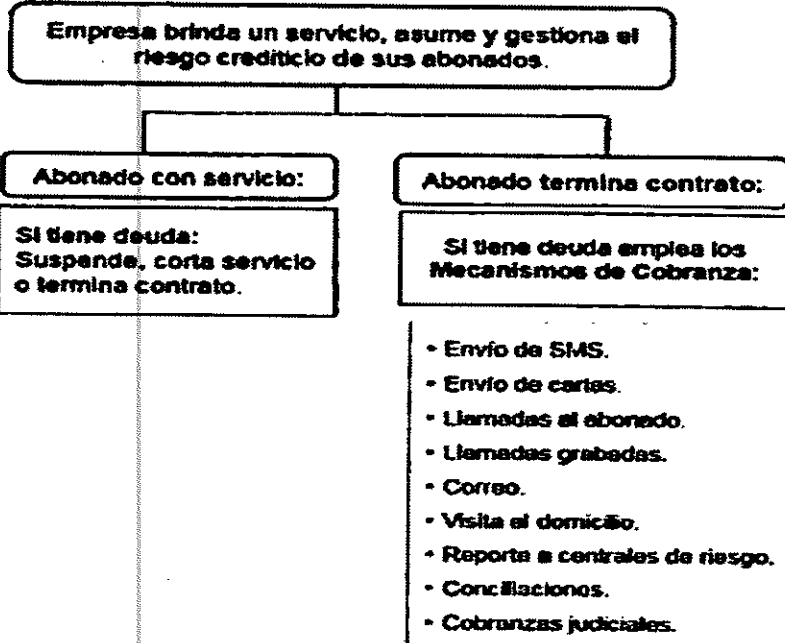 Empresa brinda un servicio, asume y gestiona el
riesgo crediticio de sus abonados.
Abonado con servicio:
Abonado termina contrato:
Si tiene deuda:
Suspende, corta servicio
o termina contrato.
Si tiene deuda emplea los
Mecanismos de Cobranza:
• Envío de SMS.
• Envío de cartas.
• Llamadas al abonado.
• Llamadas grabadas.
• Correo.
• Visita al domicilio.
• Reporte a centrales de riesgo.
• Conciliaciones.
• Cobranzas judiciales.